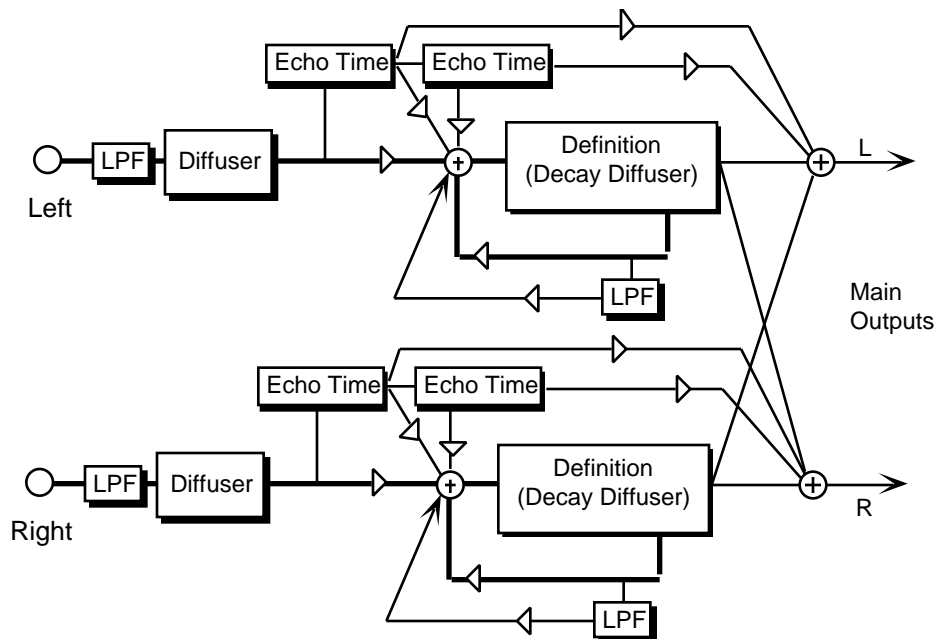 Echo Time
Echo Time
LPF
Diffuser
+
Definition
(Decay Diffuser)
+
L
Left
LPF
Main
Outputs
Echo Time
Echo Time
LPF
Diffuser
+
Definition
(Decay Diffuser)
+
R
Right
LPF